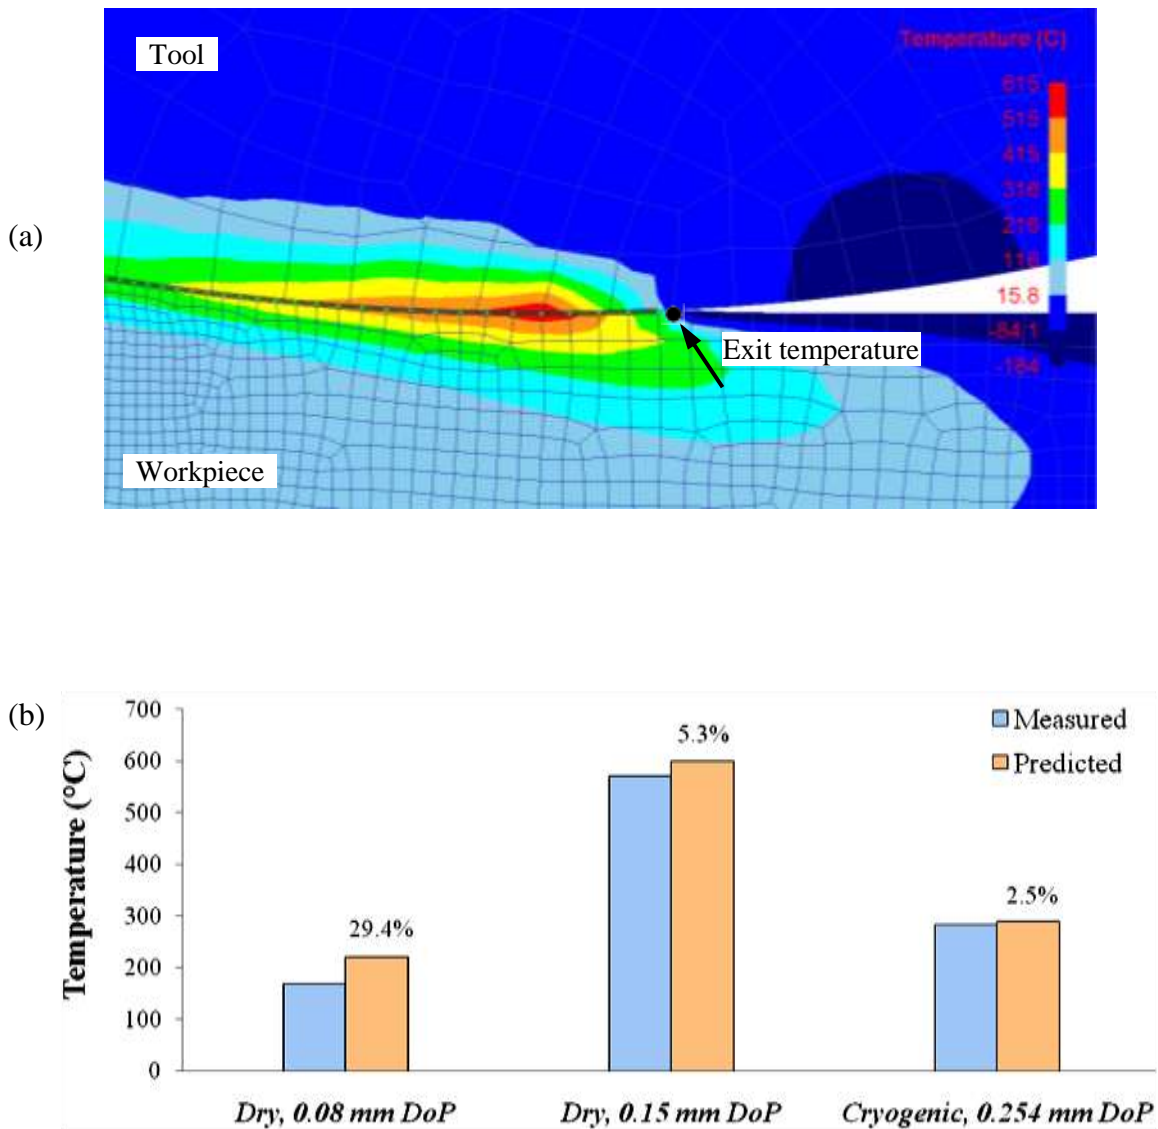 (a)
Tool
Temperature (C)
615
515
415
316
216
116
15.8
-84.1
-184
Exit temperature
Workpiece
(b)
Temperature (°C)
700
600
500
400
300
200
100
0
29.4%
5.3%
2.5%
Measured
Predicted
Dry, 0.08 mm DoP
Dry, 0.15 mm DoP
Cryogenic, 0.254 mm DoP